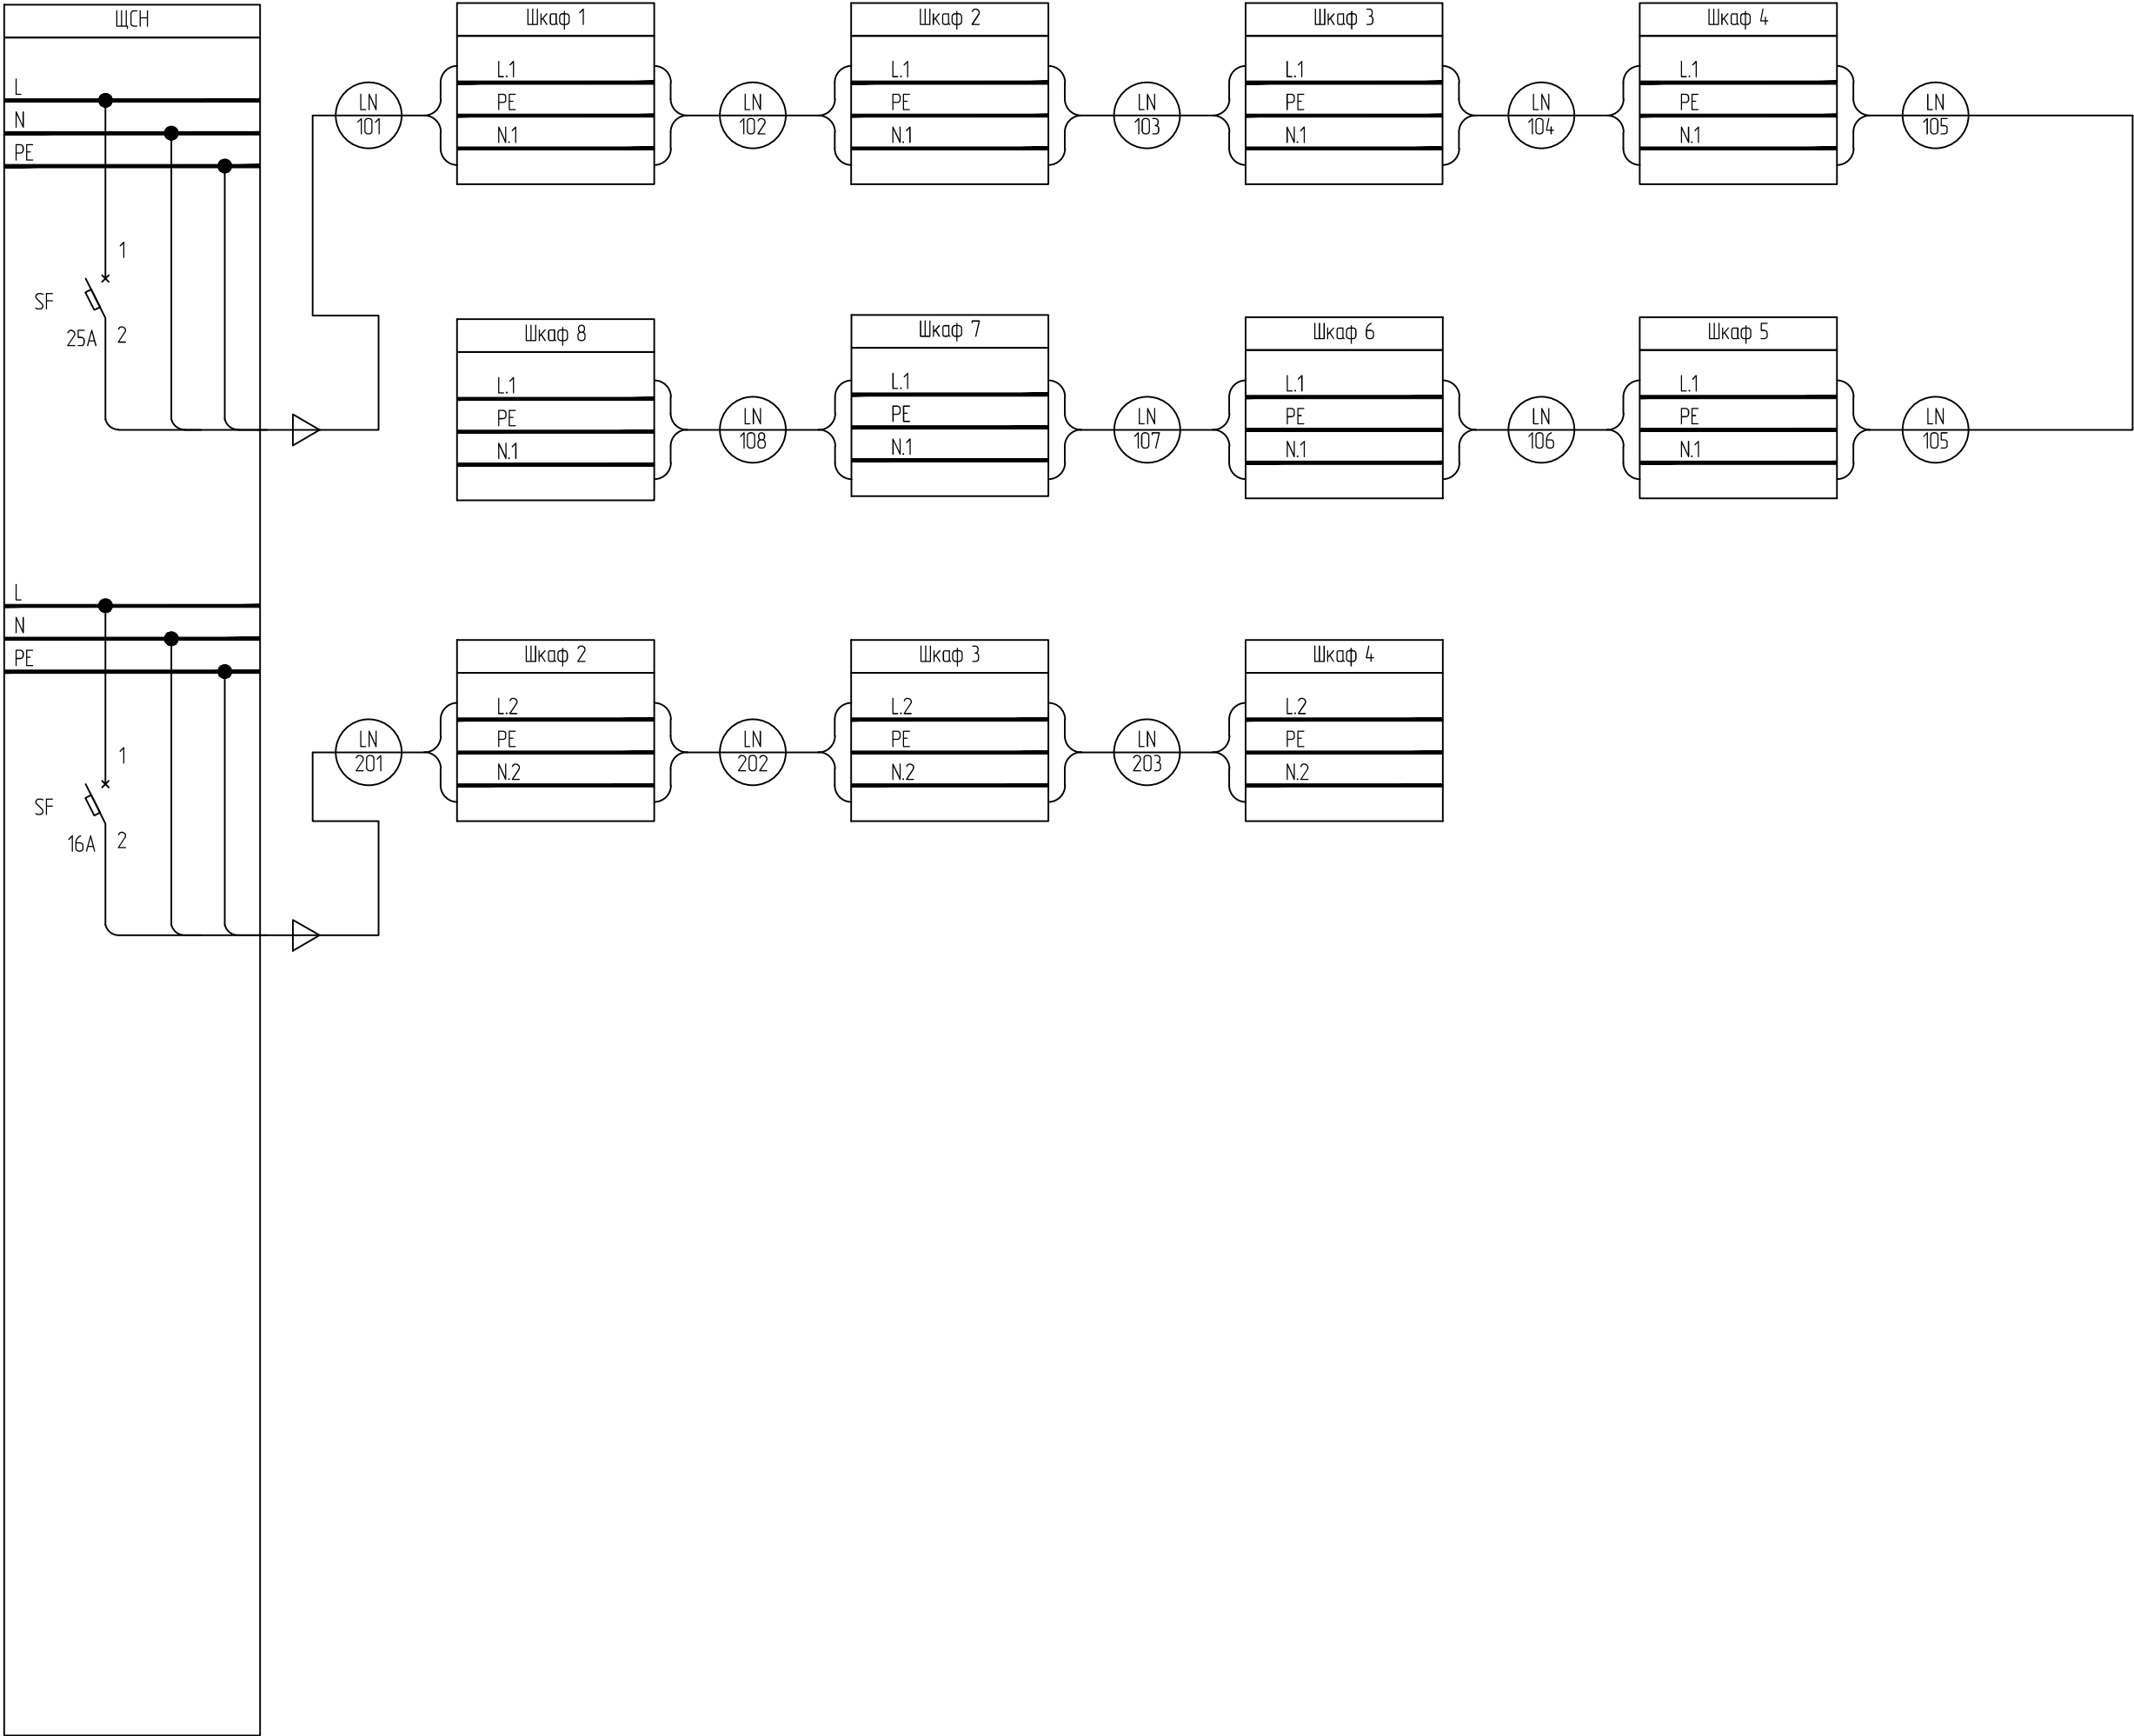 ЩСН
L
N
PE
1
SF
25А
2
LN
101
Шкаф 1
L.1
PE
N.1
LN
102
Шкаф 2
L.1
PE
N.1
LN
103
Шкаф 3
L.1
PE
N.1
LN
104
Шкаф 4
L.1
PE
N.1
LN
105
Шкаф 8
L.1
PE
N.1
LN
108
Шкаф 7
L.1
PE
N.1
LN
107
Шкаф 6
L.1
PE
N.1
LN
106
Шкаф 5
L.1
PE
N.1
LN
105
L
N
PE
1
SF
16А
2
LN
201
Шкаф 2
L.2
PE
N.2
LN
202
Шкаф 3
L.2
PE
N.2
LN
203
Шкаф 4
L.2
PE
N.2